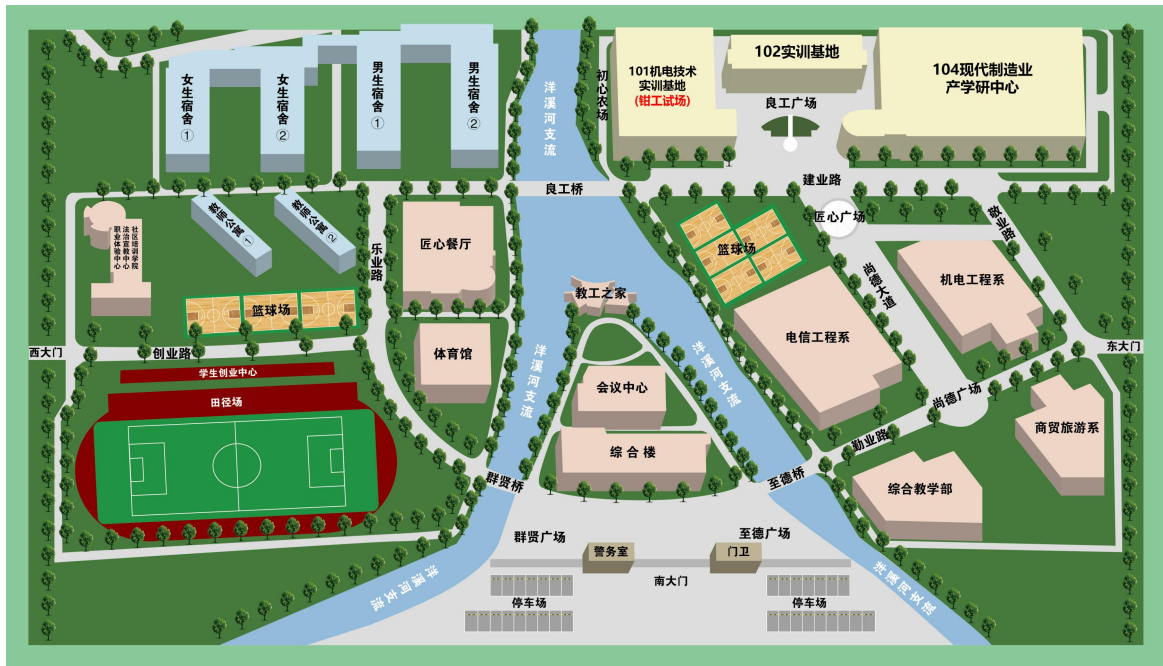 女生宿舍①
女生宿舍②
男生宿舍①
男生宿舍②
洋溪河支流
初心农场
101机电技术
实训基地
(钳工试场)
102实训基地
104现代制造业
产学研中心
良工广场
良工桥
建业路
社区培训学院
法治宣教中心
职业体验中心
教师公寓①
教师公寓②
乐业路
匠心餐厅
篮球场
匠心广场
敬业路
尚德大道
机电工程系
教工之家
篮球场
电信工程系
西大门
创业路
体育馆
洋溪河支流
洋溪河支流
东大门
学生创业中心
田径场
会议中心
尚德广场
商贸旅游系
综合楼
勤业路
群贤桥
至德桥
综合教学部
群贤广场
至德广场
警务室
门卫
南大门
洋溪河支流
洋溪河支流
停车场
停车场